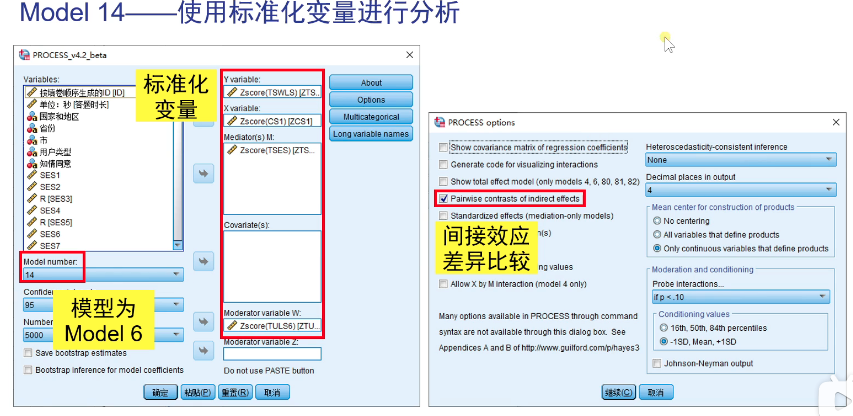 Model 14——使用标准化变量进行分析
PROCESS_v4.2_beta
Variables:
按填卷顺序生成的ID [ID]
单位：秒 [答题时长]
国家和地区
省份
市
用户类型
知情同意
SES1
SES2
R [SES3]
SES4
R [SES5]
SES6
SES7
Model number:
14
95
5000
Save bootstrap estimates
Bootstrap inference for model coefficients
标准化
变量
模型为
Model 6
Y variable:
Zscore(TSWLS) [ZTS...
X variable:
Zscore(CS1) [ZCS1]
Mediator(s) M:
Zscore(TSES) [ZTS...
Covariate(s):
Moderator variable W:
Zscore(TULS6) [ZTU...
Moderator variable Z:
Do not use PASTE button
About
Options
Multicategorical
Long variable names
确定
粘贴(P)
重置(R)
取消
PROCESS options
Show covariance matrix of regression coefficients
Generate code for visualizing interactions
Show total effect model (only models 4, 6, 80, 81, 82)
Pairwise contrasts of indirect effects
Standardized effects (mediation-only models)
间接效应
差异比较
Allow X by M interaction (model 4 only)
Many options available in PROCESS through command
syntax are not available through this dialog box. See
Appendices A and B of http://www.guilford.com/p/hayes3
Heteroscedasticity-consistent inference
None
Decimal places in output
4
Mean center for construction of products
No centering
All variables that define products
Only continuous variables that define products
Moderation and conditioning
Probe interactions...
if p < .10
Conditioning values
16th, 50th, 84th percentiles
-1SD, Mean, +1SD
Johnson-Neyman output
继续(C)
取消